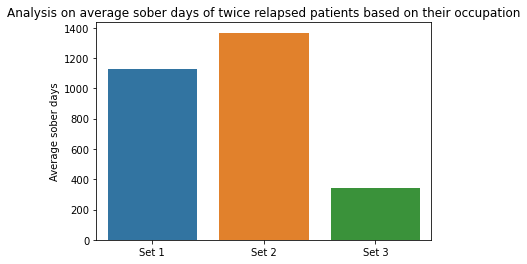 Analysis on average sober days of twice relapsed patients based on their occupation
1400
1200
1000
800
600
400
200
0
Average sober days
Set 1 Set 2 Set 3